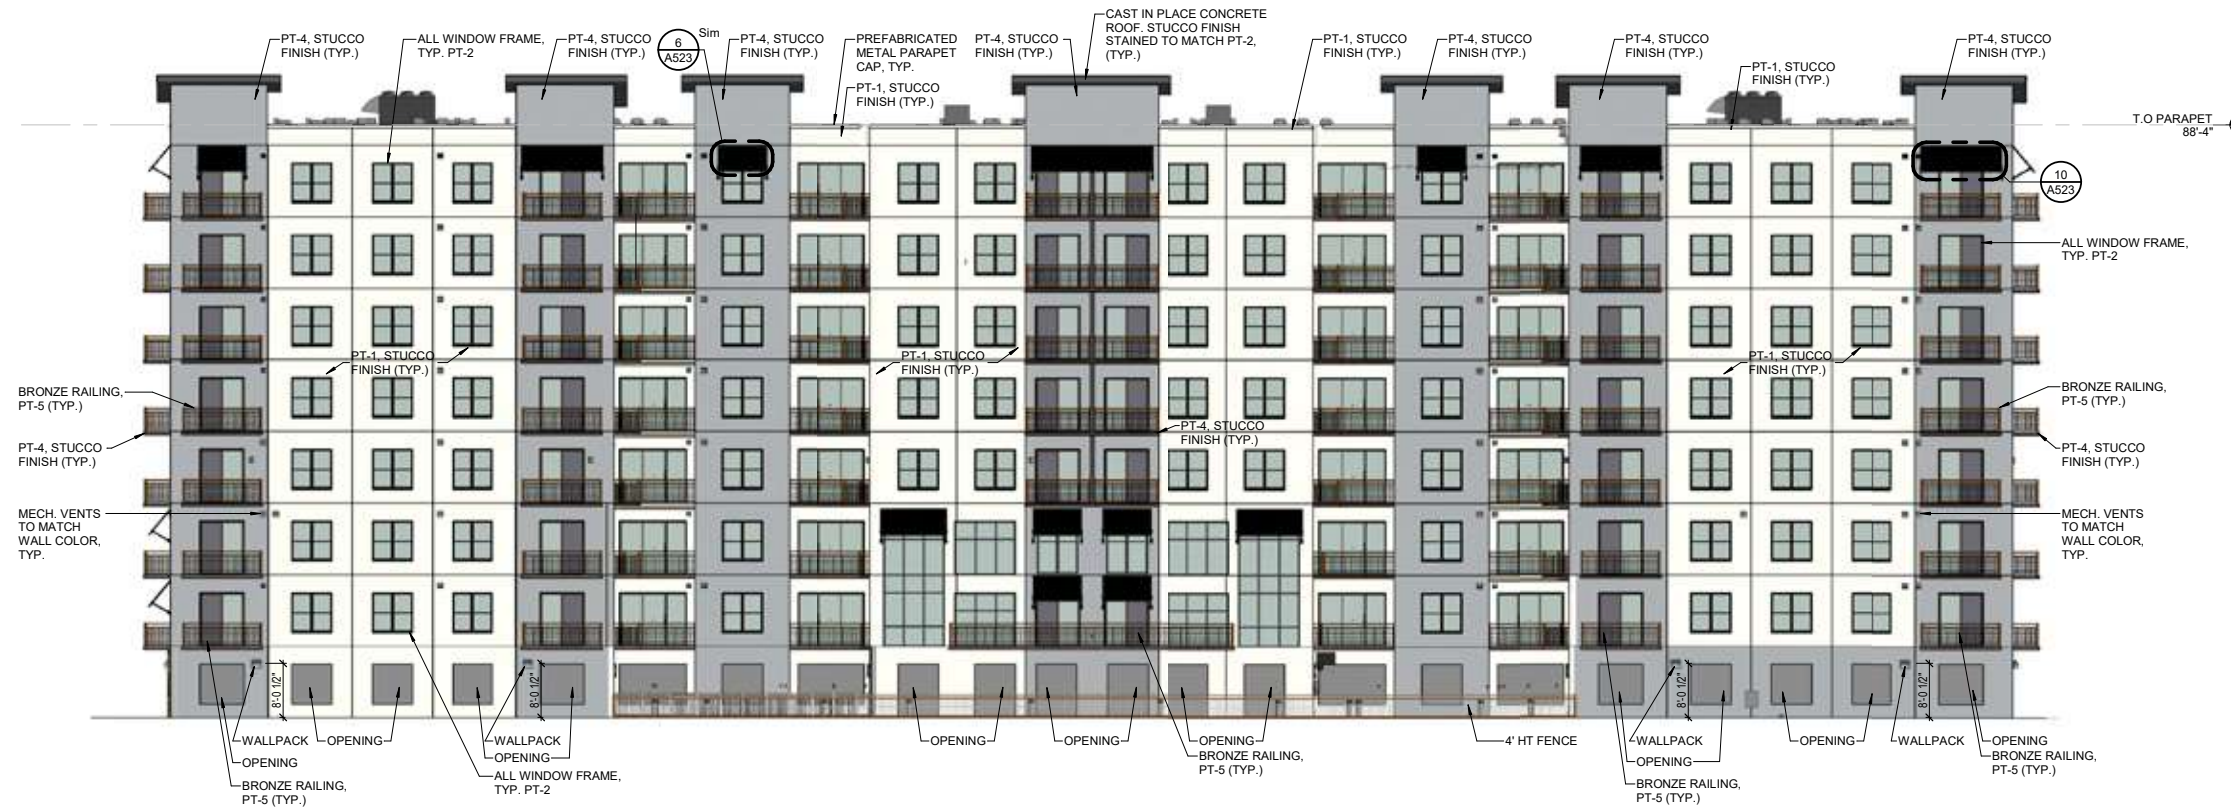 CAST IN PLACE CONCRETE
ROOF. STUCCO FINISH
STAINED TO MATCH PT-2,
(TYP.)
PT-4, STUCCO
FINISH (TYP.)
ALL WINDOW FRAME,
TYP. PT-2
PT-4, STUCCO
FINISH (TYP.)
6
A523
Sim
PT-4, STUCCO
FINISH (TYP.)
PREFABRICATED
METAL PARAPET
CAP, TYP.
PT-1, STUCCO
FINISH (TYP.)
PT-4, STUCCO
FINISH (TYP.)
PT-1, STUCCO
FINISH (TYP.)
PT-4, STUCCO
FINISH (TYP.)
PT-4, STUCCO
FINISH (TYP.)
PT-1, STUCCO
FINISH (TYP.)
PT-4, STUCCO
FINISH (TYP.)
T.O PARAPET
88'-4"
10
A523
ALL WINDOW FRAME,
TYP. PT-2
PT-1, STUCCO
FINISH (TYP.)
PT-1, STUCCO
FINISH (TYP.)
PT-1, STUCCO
FINISH (TYP.)
BRONZE RAILING,
PT-5 (TYP.)
BRONZE RAILING,
PT-5 (TYP.)
PT-4, STUCCO
FINISH (TYP.)
PT-4, STUCCO
FINISH (TYP.)
PT-4, STUCCO
FINISH (TYP.)
MECH. VENTS
TO MATCH
WALL COLOR,
TYP.
MECH. VENTS
TO MATCH
WALL COLOR,
TYP.
8'-0 1/2"
8'-0 1/2"
8'-0 1/2"
8'-0 1/2"
WALLPACK
OPENING
OPENING
BRONZE RAILING,
PT-5 (TYP.)
WALLPACK
OPENING
ALL WINDOW FRAME,
TYP. PT-2
OPENING
OPENING
OPENING
BRONZE RAILING,
PT-5 (TYP.)
4' HT FENCE
WALLPACK
OPENING
BRONZE RAILING,
PT-5 (TYP.)
OPENING
WALLPACK
OPENING
BRONZE RAILING,
PT-5 (TYP.)